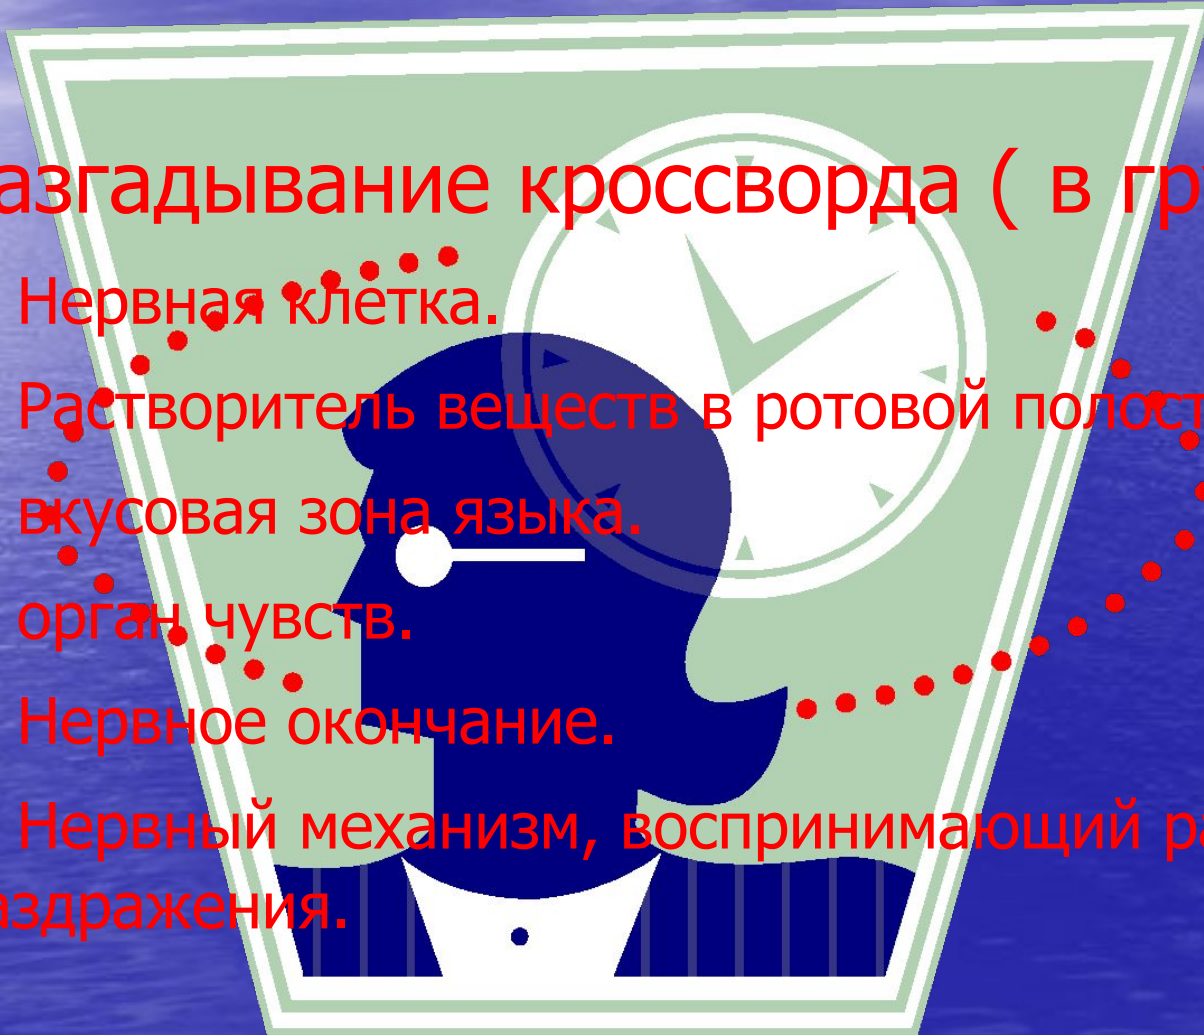 азгадывание кроссворда ( в гр
Нервная клетка.
Растворитель веществ в ротовой полост
вкусовая зона языка.
орган чувств.
Нервное окончание.
Нервный механизм, воспринимающий ра
аздражения.